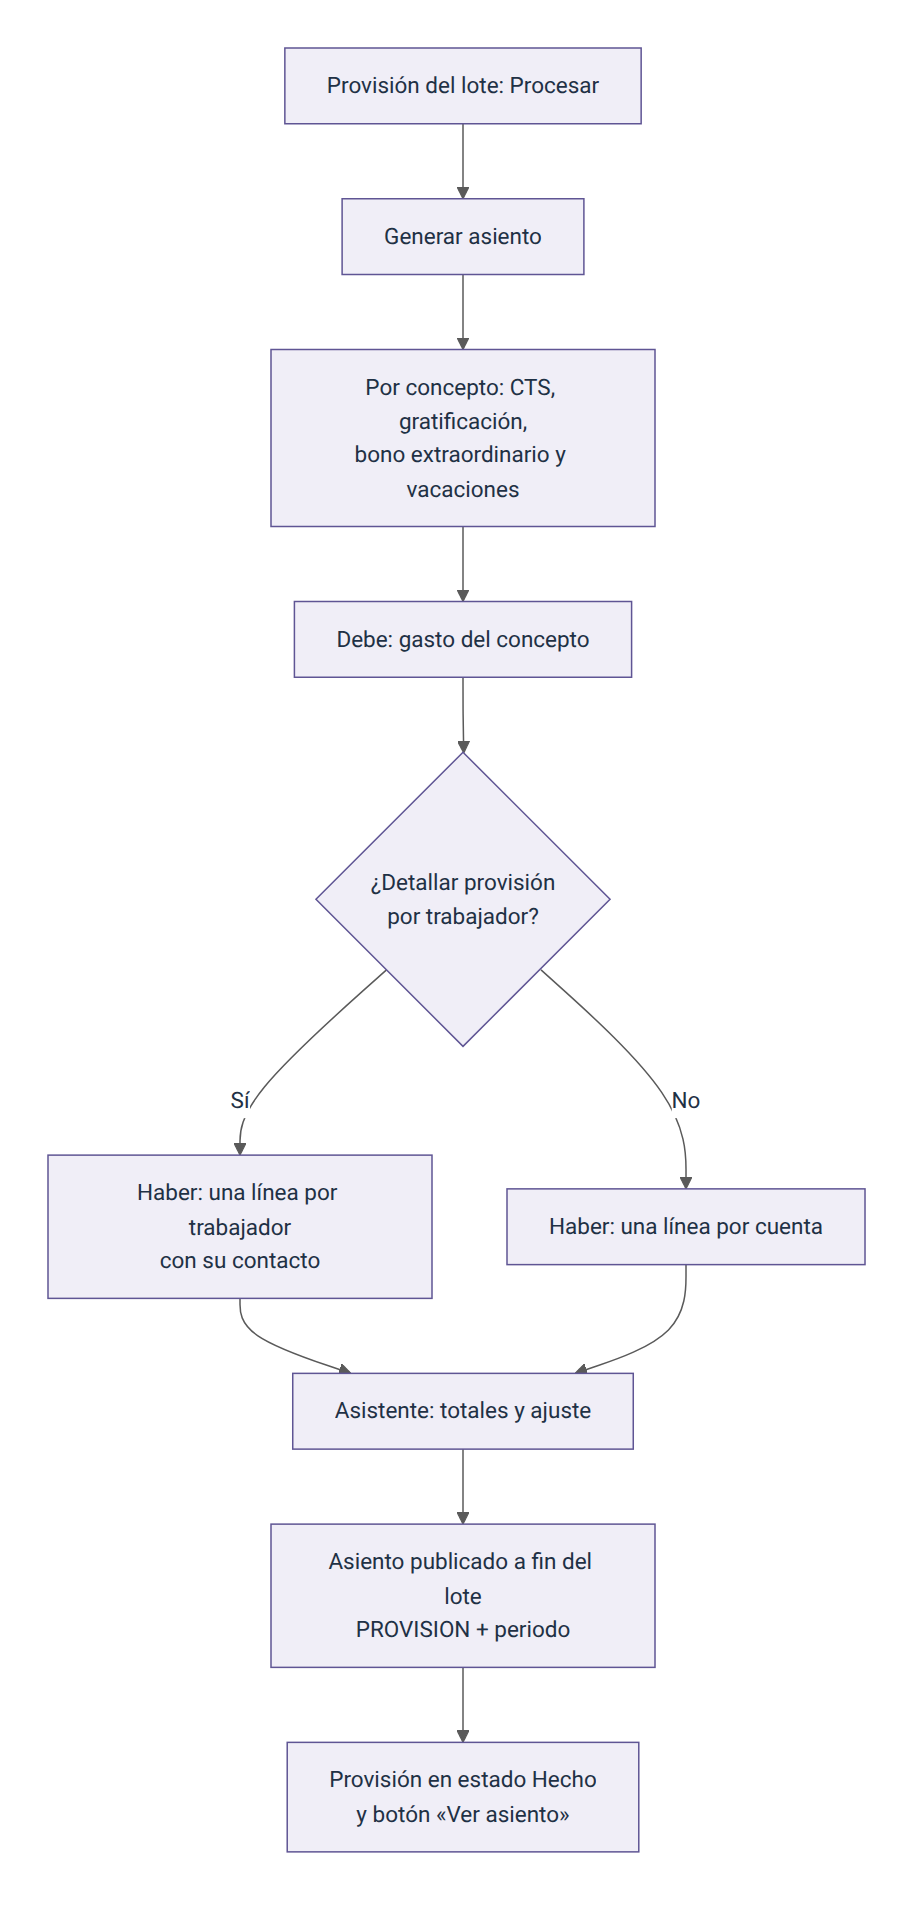 Provisión del lote: Procesar
Generar asiento
Por concepto: CTS,
gratificación,
bono extraordinario y
vacaciones
Debe: gasto del concepto
¿Detallar provisión
por trabajador?
Sí
No
Haber: una línea por
trabajador
con su contacto
Haber: una línea por cuenta
Asistente: totales y ajuste
Asiento publicado a fin del
lote
PROVISION + periodo
Provisión en estado Hecho
y botón «Ver asiento»